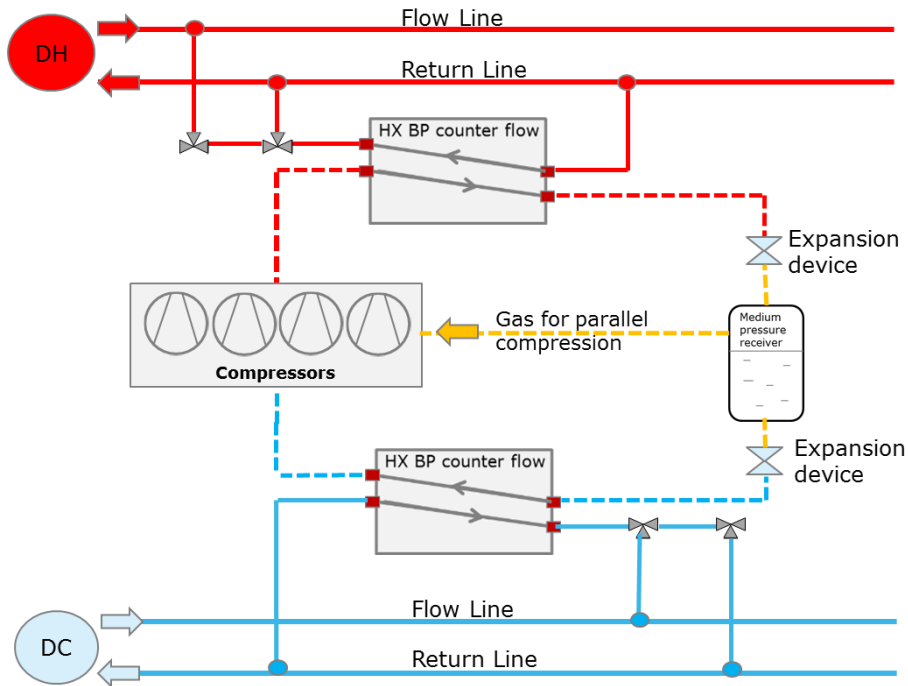 Flow Line
DH
Return Line
HX BP counter flow
Expansion
device
Gas for parallel
compression
Medium
pressure
receiver
Compressors
HX BP counter flow
Expansion
device
Flow Line
DC
Return Line